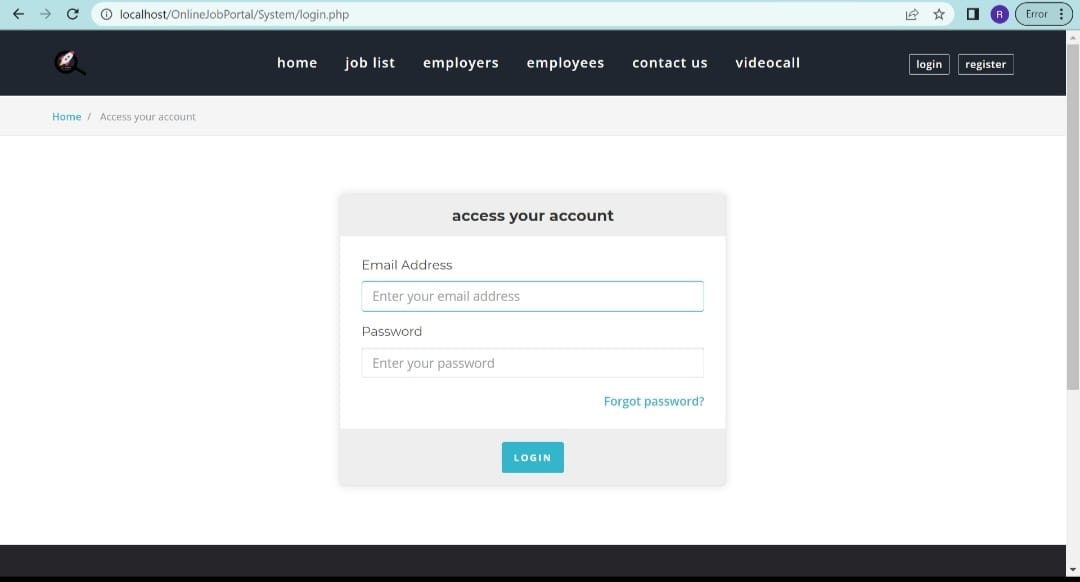 localhost/OnlineJobPortal/System/login.php R Error
home job list employers employees contact us videocall login register
Home / Access your account
access your account
Email Address
Enter your email address
Password
Enter your password
Forgot password?
LOGIN